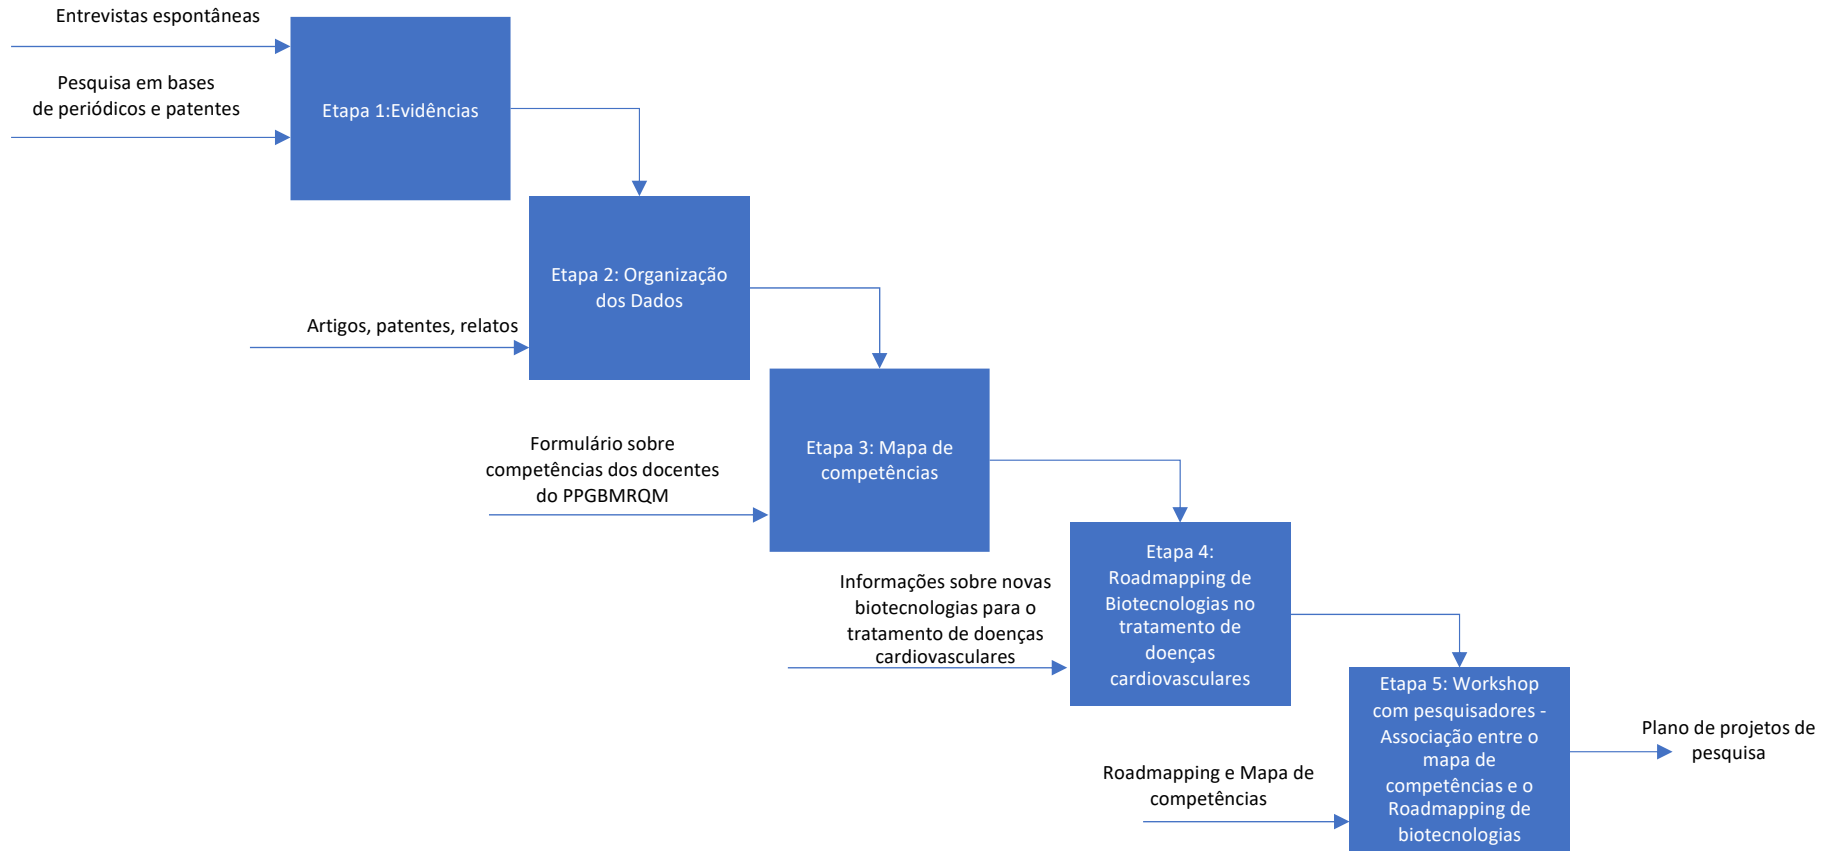 Entrevistas espontâneas
Pesquisa em bases
de periódicos e patentes
Etapa 1:Evidências
Etapa 2: Organização
dos Dados
Artigos, patentes, relatos
Etapa 3: Mapa de
competências
Formulário sobre
competências dos docentes
do PPGBMRQM
Etapa 4:
Roadmapping de
Biotecnologias no
tratamento de
doenças
cardiovasculares
Informações sobre novas
biotecnologias para o
tratamento de doenças
cardiovasculares
Etapa 5: Workshop
com pesquisadores -
Associação entre o
mapa de
competências e o
Roadmapping de
biotecnologias
Roadmapping e Mapa de
competências
Plano de projetos de
pesquisa